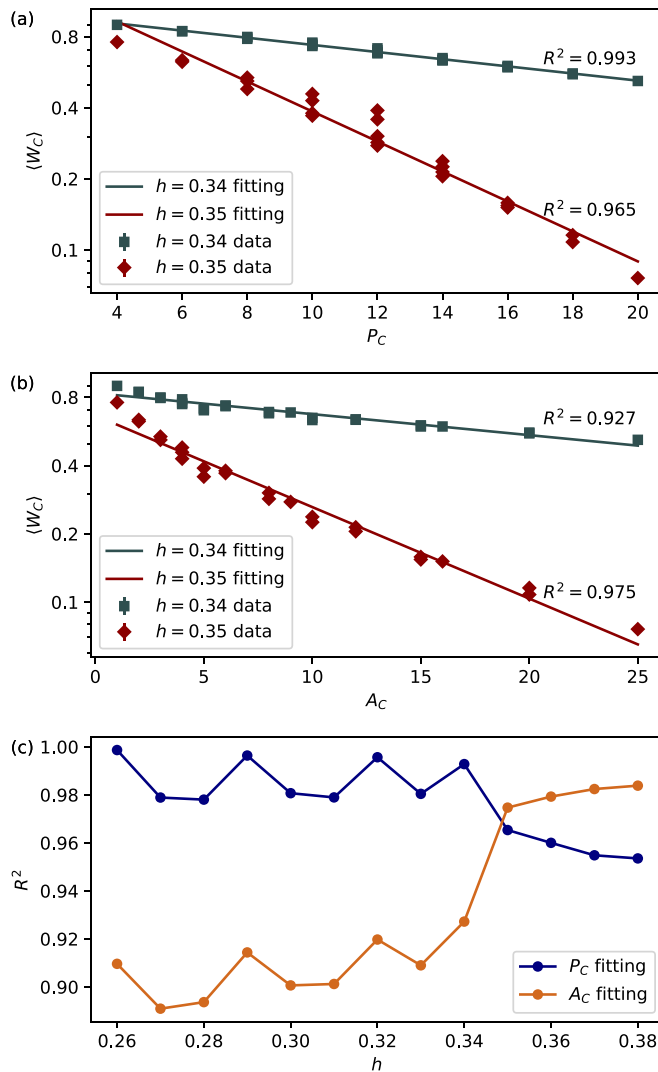 (a)
0.8
0.4
0.2
0.1
⟨W_C⟩
R² = 0.993
R² = 0.965
h = 0.34 fitting
h = 0.35 fitting
h = 0.34 data
h = 0.35 data
4 6 8 10 12 14 16 18 20
P_C
(b)
0.8
0.4
0.2
0.1
⟨W_C⟩
R² = 0.927
R² = 0.975
h = 0.34 fitting
h = 0.35 fitting
h = 0.34 data
h = 0.35 data
0 5 10 15 20 25
A_C
(c)
1.00
0.98
0.96
0.94
0.92
0.90
R²
P_C fitting
A_C fitting
0.26 0.28 0.30 0.32 0.34 0.36 0.38
h